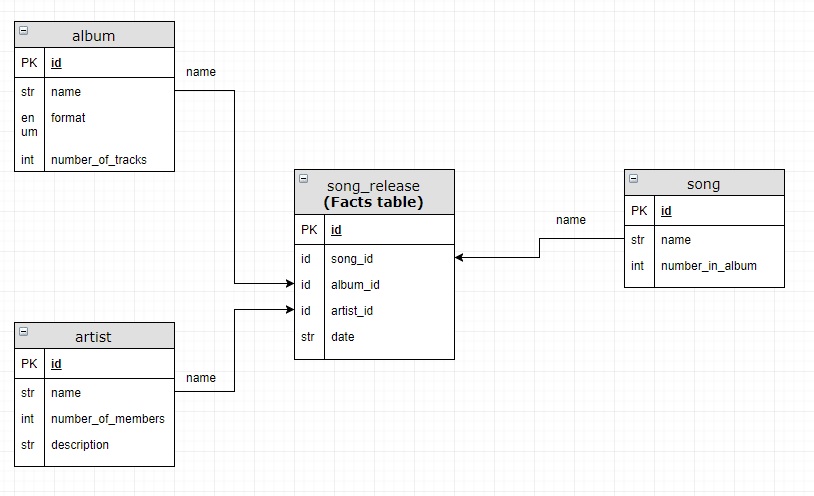 album
PK id
str name
en
um
format
int number_of_tracks
name
song_release
(Facts table)
PK id
id song_id
id album_id
id artist_id
str date
name
song
PK id
str name
int number_in_album
artist
PK id
str name
int number_of_members
str description
name